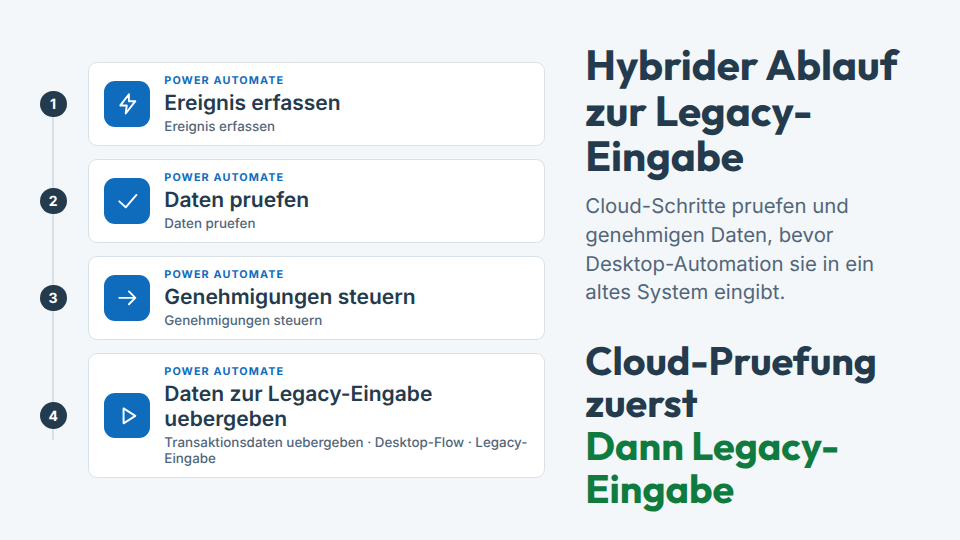 1
POWER AUTOMATE
Ereignis erfassen
Ereignis erfassen
2
POWER AUTOMATE
Daten pruefen
Daten pruefen
3
POWER AUTOMATE
Genehmigungen steuern
Genehmigungen steuern
4
POWER AUTOMATE
Daten zur Legacy-Eingabe
uebergeben
Transaktionsdaten uebergeben · Desktop-Flow · Legacy-
Eingabe
Hybrider Ablauf
zur Legacy-
Eingabe
Cloud-Schritte pruefen und
genehmigen Daten, bevor
Desktop-Automation sie in ein
altes System eingibt.
Cloud-Pruefung
zuerst
Dann Legacy-
Eingabe